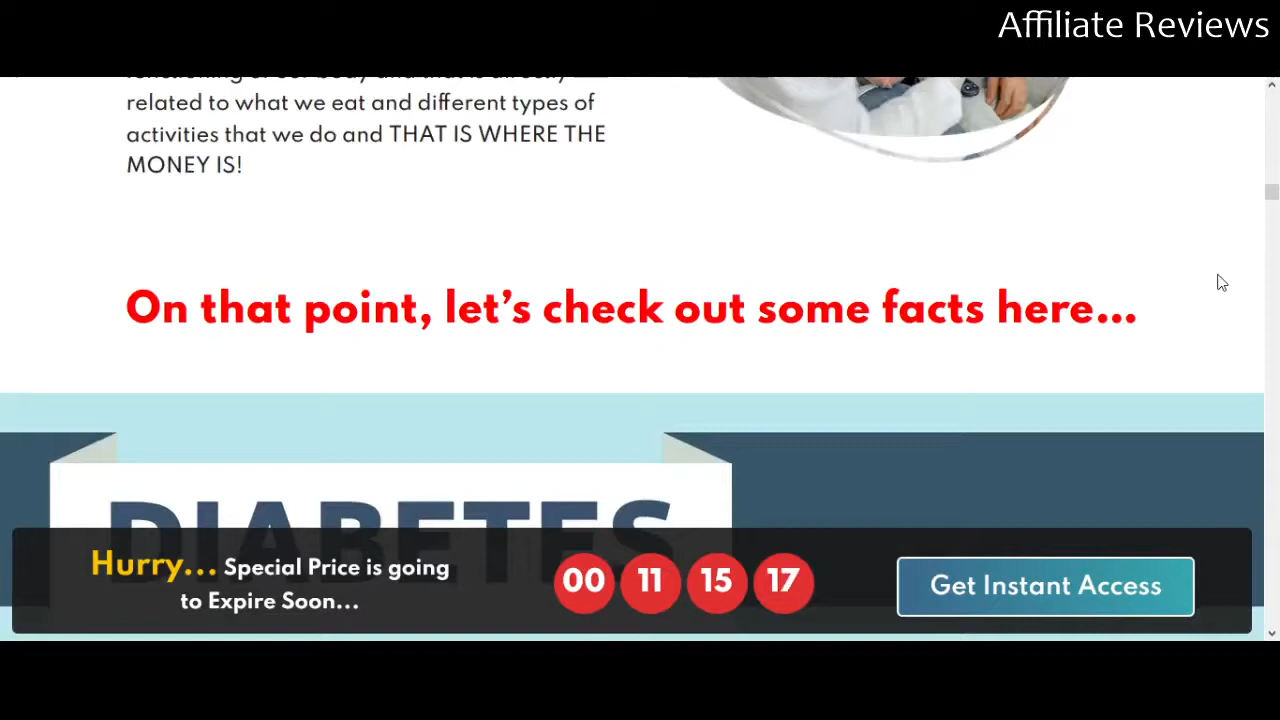 Affiliate Reviews
related to what we eat and different types of
activities that we do and THAT IS WHERE THE
MONEY IS!
On that point, let’s check out some facts here...
DIABETES
Hurry... Special Price is going
to Expire Soon...
00 11 15 17
Get Instant Access